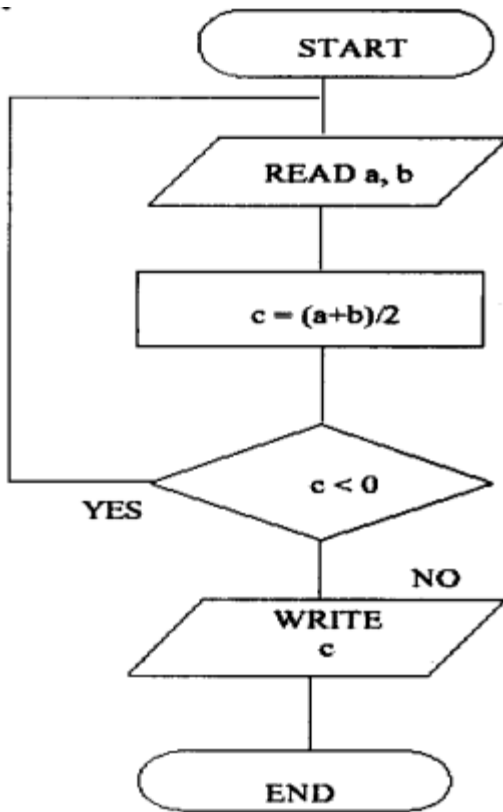 START
READ a, b
c = (a+b)/2
c < 0
YES
NO
WRITE
c
END